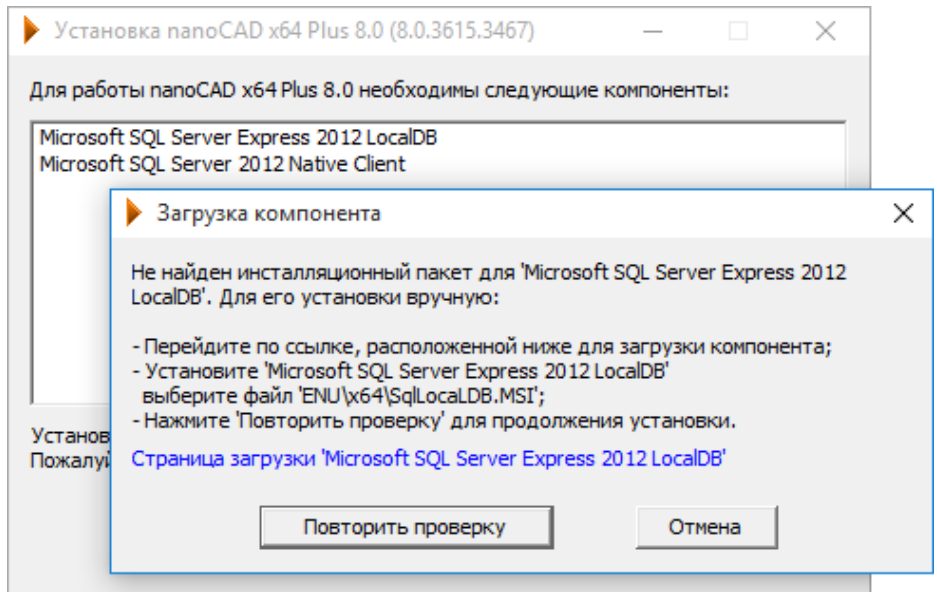 Установка nanoCAD x64 Plus 8.0 (8.0.3615.3467)
Для работы nanoCAD x64 Plus 8.0 необходимы следующие компоненты:
Microsoft SQL Server Express 2012 LocalDB
Microsoft SQL Server 2012 Native Client
Загрузка компонента
Не найден инсталляционный пакет для 'Microsoft SQL Server Express 2012
LocalDB'. Для его установки вручную:
- Перейдите по ссылке, расположенной ниже для загрузки компонента;
- Установите 'Microsoft SQL Server Express 2012 LocalDB'
выберите файл 'ENU\x64\SqlLocaLDB.MSI';
- Нажмите 'Повторить проверку' для продолжения установки.
Установ
Пожалуй
Страница загрузки 'Microsoft SQL Server Express 2012 LocalDB'
Повторить проверку
Отмена